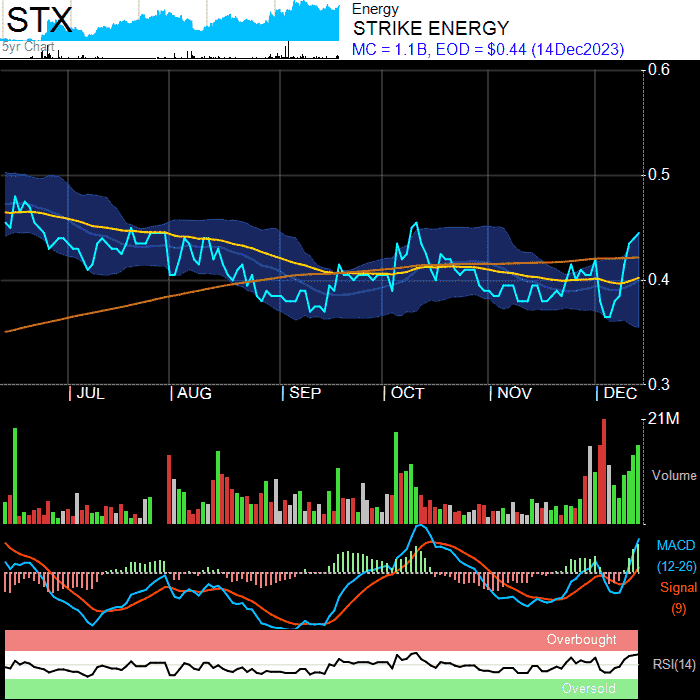 STX
5yr Chart
Energy
STRIKE ENERGY
MC = 1.1B, EOD = $0.44 (14Dec2023)
0.6
0.5
0.4
0.3
JUL AUG SEP OCT NOV DEC
21M
Volume
MACD
(12-26)
Signal
(9)
Overbought
RSI(14)
Oversold